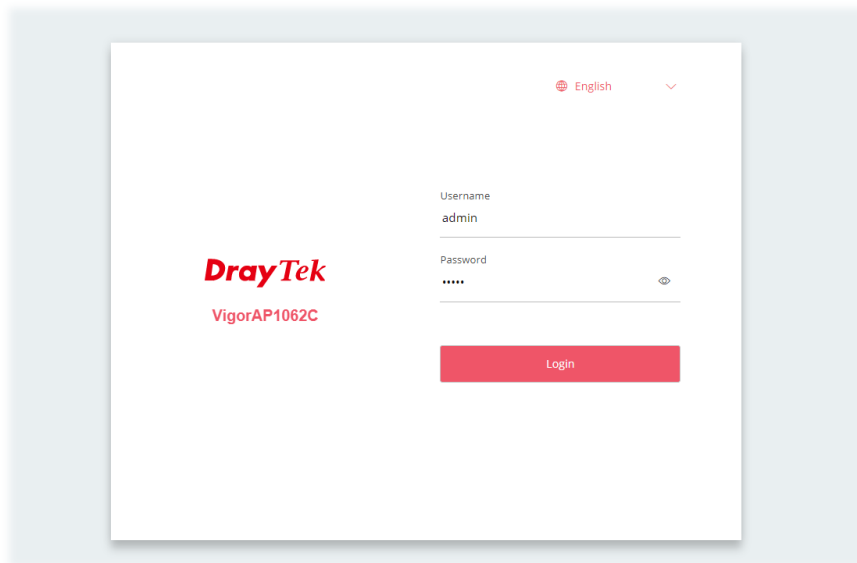 English
Username
admin
Password
•••••
DrayTek
VigorAP1062C
Login